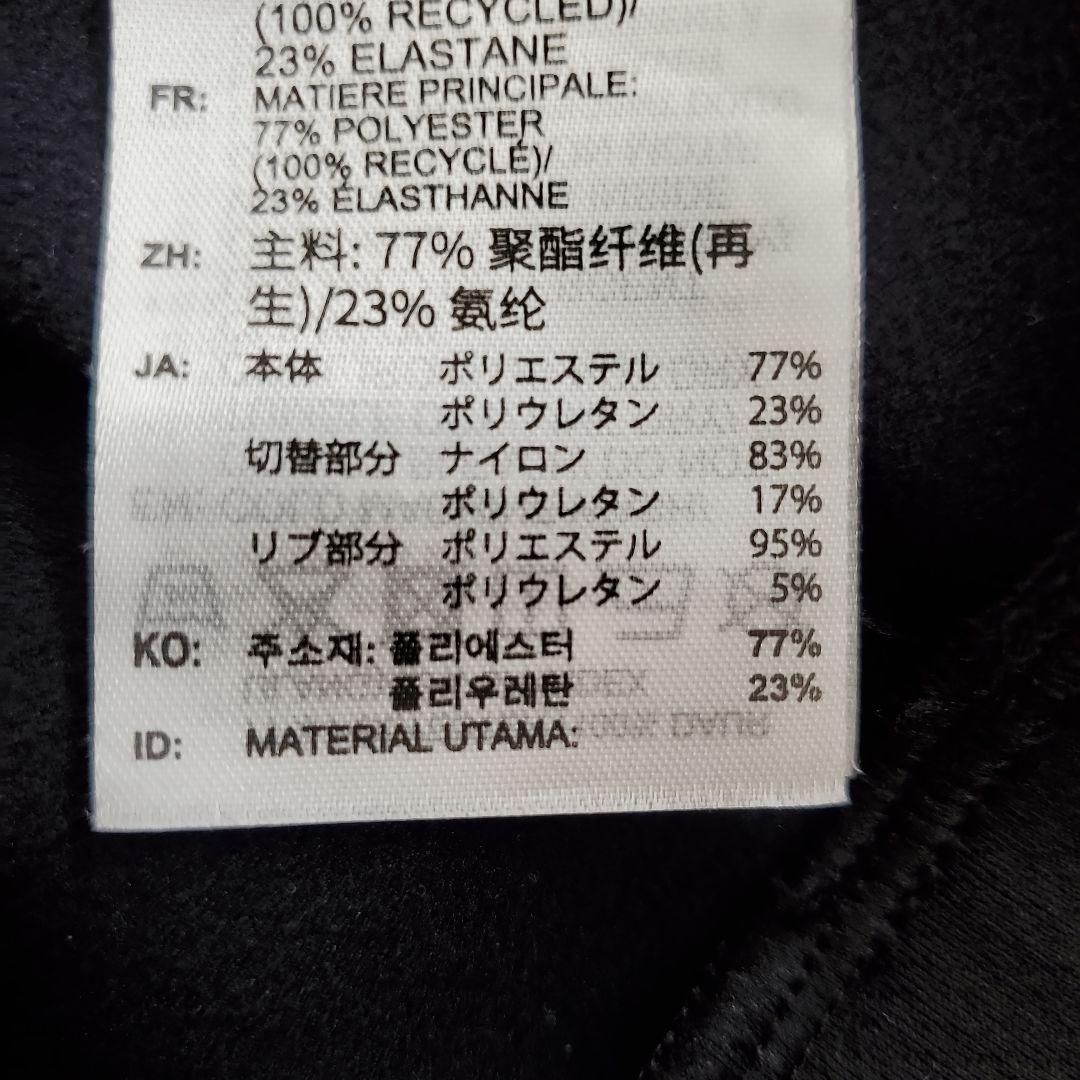 (100% RECYCLED)/
23% ELASTANE
FR: MATIERE PRINCIPALE:
77% POLYESTER
(100% RECYCLÉ)/
23% ÉLASTHANNE
ZH: 主料: 77% 聚酯纤维(再
生)/23% 氨纶
JA: 本体 ポリエステル 77%
ポリウレタン 23%
切替部分 ナイロン 83%
ポリウレタン 17%
リブ部分 ポリエステル 95%
ポリウレタン 5%
KO: 주소재: 폴리에스터 77%
폴리우레탄 23%
ID: MATERIAL UTAMA: